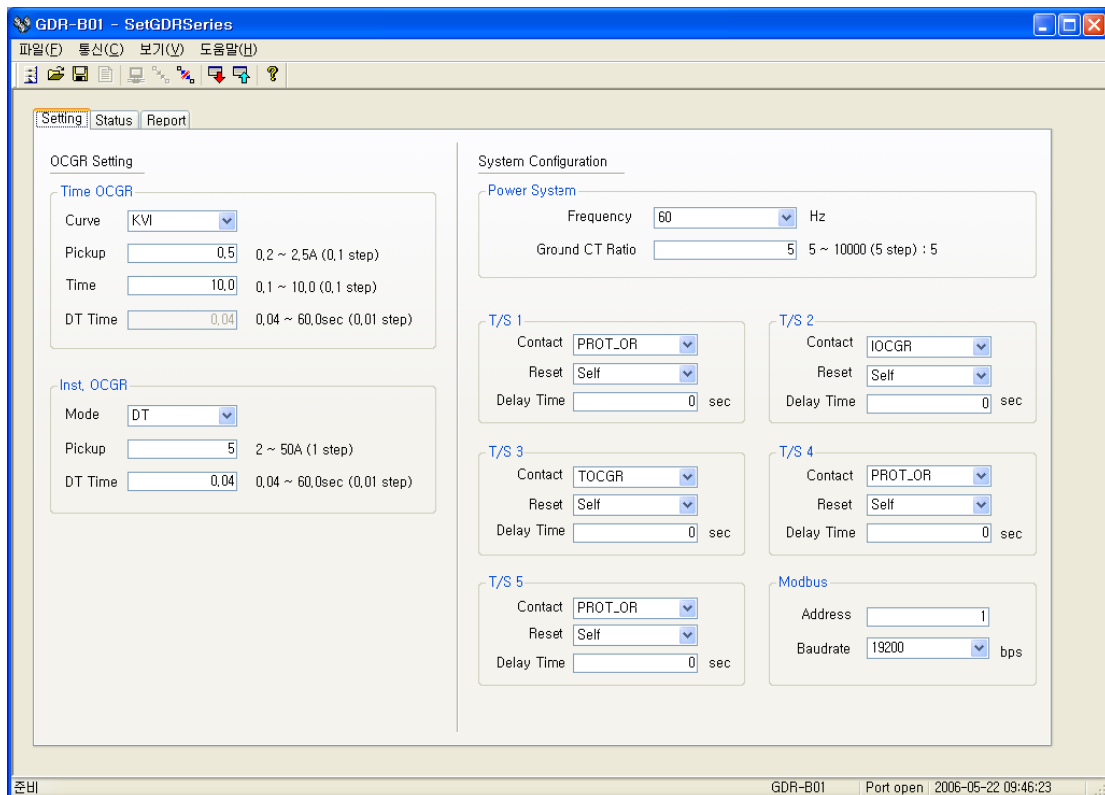 GDR-B01 - SetGDRSeries
파일(F) 통신(C) 보기(V) 도움말(H)
Setting Status Report
OCGR Setting
Time OCGR
Curve KVI
Pickup 0.5 0.2 ~ 2.5A (0.1 step)
Time 10.0 0.1 ~ 10.0 (0.1 step)
DT Time 0.04 0.04 ~ 60.0sec (0.01 step)
Inst. OCGR
Mode DT
Pickup 5 2 ~ 50A (1 step)
DT Time 0.04 0.04 ~ 60.0sec (0.01 step)
System Configuration
Power System
Frequency 60 Hz
Ground CT Ratio 5 5 ~ 10000 (5 step) : 5
T/S 1
Contact PROT_OR
Reset Self
Delay Time 0 sec
T/S 2
Contact IOCGR
Reset Self
Delay Time 0 sec
T/S 3
Contact TOCGR
Reset Self
Delay Time 0 sec
T/S 4
Contact PROT_OR
Reset Self
Delay Time 0 sec
T/S 5
Contact PROT_OR
Reset Self
Delay Time 0 sec
Modbus
Address 1
Baudrate 19200 bps
준비 GDR-B01 Port open 2006-05-22 09:46:23